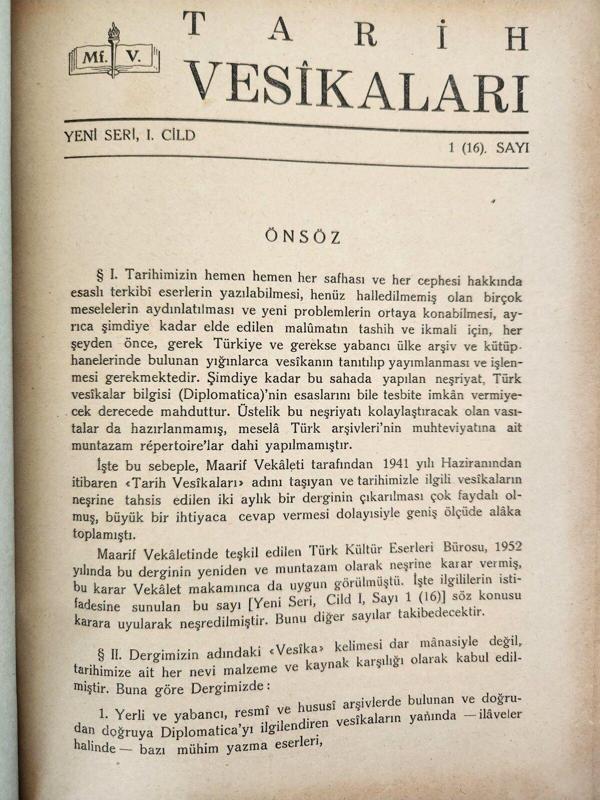 Mf. V.
TARİH
VESÎKALARI
YENİ SERİ, I. CİLD
1 (16). SAYI
ÖNSÖZ
§ I. Tarihimizin hemen hemen her safhası ve her cephesi hakkında
esaslı terkibî eserlerin yazılabilmesi, henüz halledilmemiş olan birçok
meselelerin aydınlatılması ve yeni problemlerin ortaya konabilmesi, ay-
rıca şimdiye kadar elde edilen malûmatın tashih ve ikmali için, her
şeyden önce, gerek Türkiye ve gerekse yabancı ülke arşiv ve kütüp-
hanelerinde bulunan yığınlarca vesîkanın tanıtılıp yayımlanması ve işlen-
mesi gerekmektedir. Şimdiye kadar bu sahada yapılan neşriyat, Türk
vesîkalar bilgisi (Diplomatica)'nin esaslarını bile tesbite imkân vermiye-
cek derecede mahduttur. Üstelik bu neşriyatı kolaylaştıracak olan vası-
talar da hazırlanmamış, meselâ Türk arşivleri'nin muhteviyatına ait
muntazam répertoire'lar dahi yapılmamıştır.
İşte bu sebeple, Maarif Vekâleti tarafından 1941 yılı Haziranından
itibaren «Tarih Vesîkaları» adını taşıyan ve tarihimizle ilgili vesîkaların
neşrine tahsis edilen iki aylık bir derginin çıkarılması çok faydalı ol-
muş, büyük bir ihtiyaca cevap vermesi dolayısiyle geniş ölçüde alâka
toplamıştı.
Maarif Vekâletinde teşkil edilen Türk Kültür Eserleri Bürosu, 1952
yılında bu derginin yeniden ve muntazam olarak neşrine karar vermiş,
bu karar Vekâlet makamınca da uygun görülmüştü. İşte ilgililerin isti-
fadesine sunulan bu sayı [Yeni Seri, Cild I, Sayı 1 (16)] söz konusu
karara uyularak neşredilmiştir. Bunu diğer sayılar takibedecektir.
§ II. Dergimizin adındaki «Vesîka» kelimesi dar mânasiyle değil,
tarihimize ait her nevi malzeme ve kaynak karşılığı olarak kabul edil-
miştir. Buna göre Dergimizde :
1. Yerli ve yabancı, resmî ve hususî arşivlerde bulunan ve doğru-
dan doğruya Diplomatica'yı ilgilendiren vesîkaların yanında —ilâveler
halinde— bazı mühim yazma eserleri,